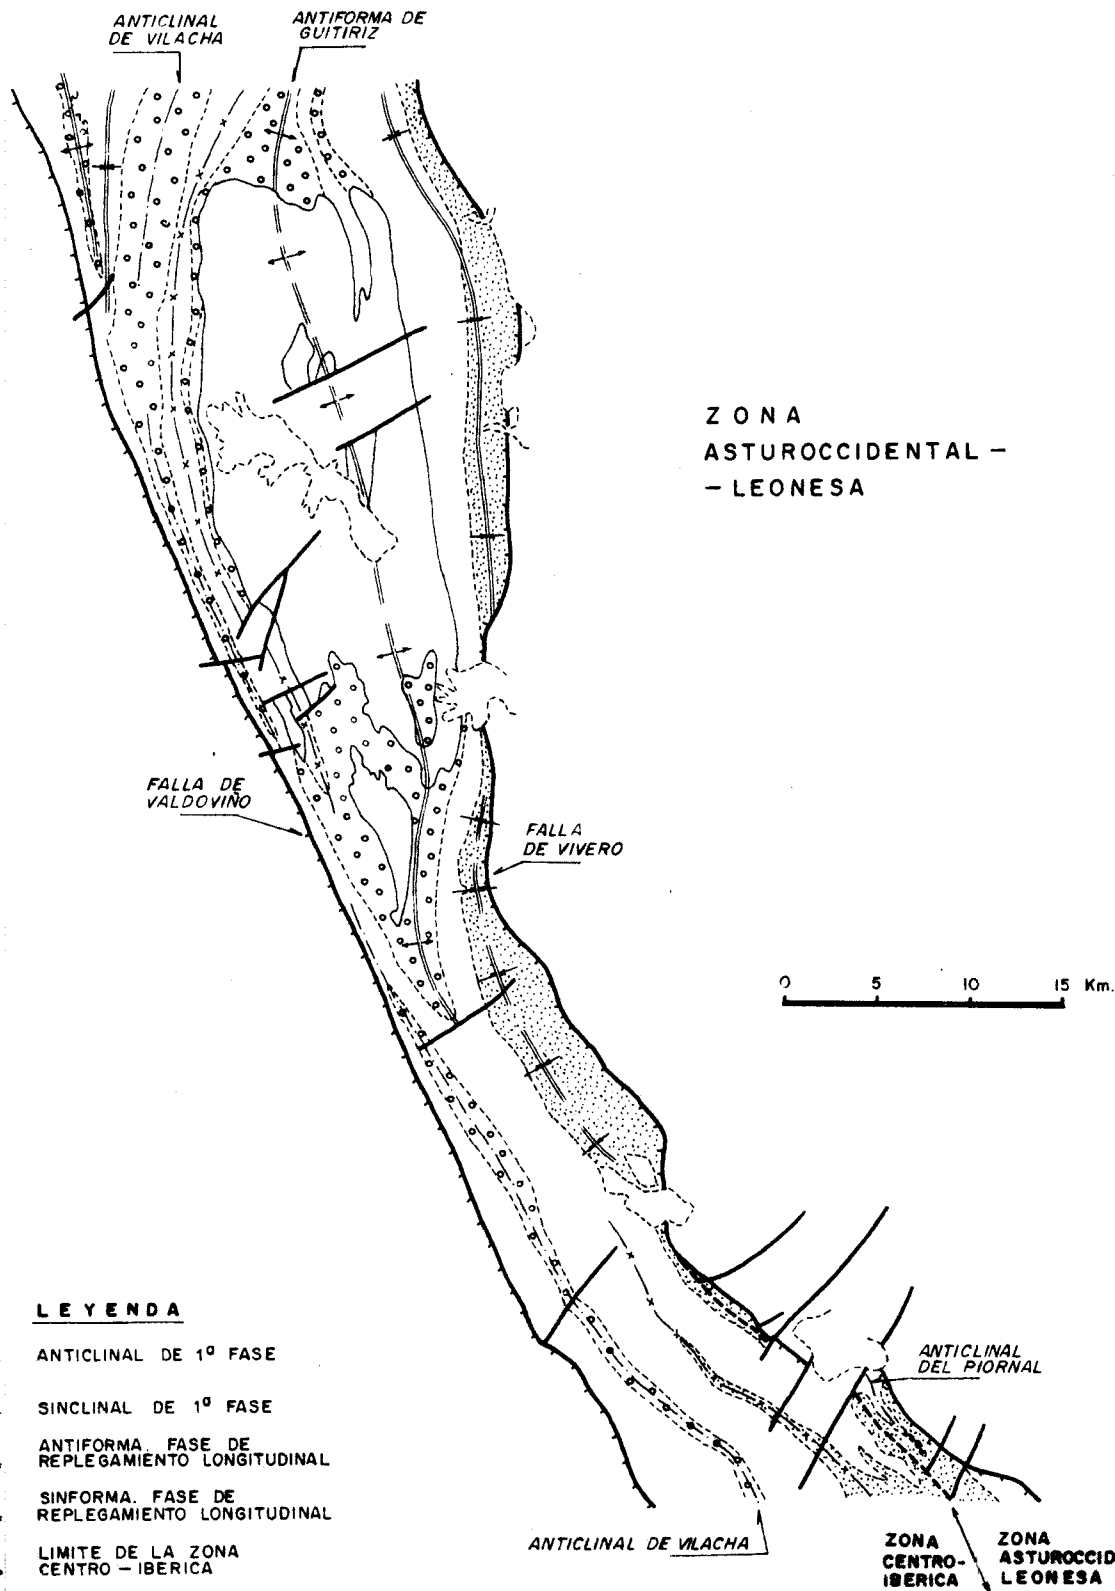 ANTICLINAL
DE VILACHA
ANTIFORMA DE
GUITIRIZ
ZONA
ASTUROCCIDENTAL –
– LEONESA
FALLA DE
VALDOVIÑO
FALLA
DE VIVERO
0 5 10 15 Km.
LEYENDA
ANTICLINAL DE 1ª FASE
SINCLINAL DE 1ª FASE
ANTIFORMA. FASE DE
REPLEGAMIENTO LONGITUDINAL
SINFORMA. FASE DE
REPLEGAMIENTO LONGITUDINAL
LIMITE DE LA ZONA
CENTRO – IBERICA
ANTICLINAL
DEL PIORNAL
ANTICLINAL DE VILACHA
ZONA
CENTRO-
IBERICA
ZONA
ASTUROCCID
LEONESA